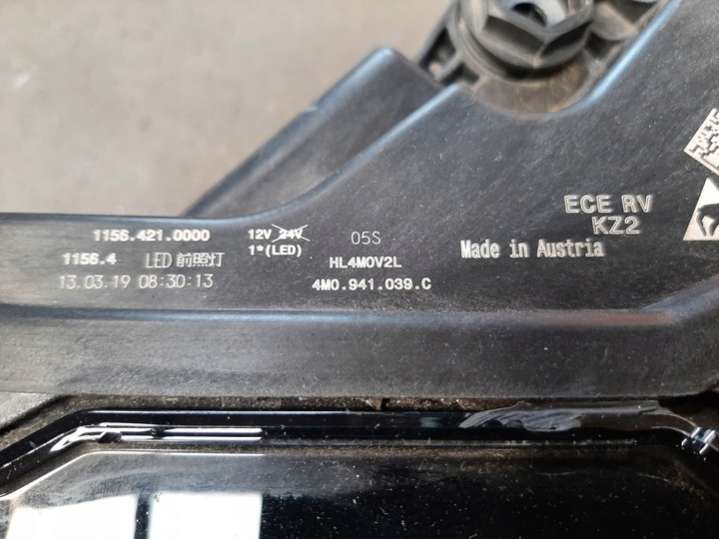 1156.421.0000
1156.4 LED 前照灯
13.03.19 08:30:13
12V 24V
1*(LED)
05S
HL4M0V2L
4M0.941.039.C
ECE RV
KZ2
Made in Austria